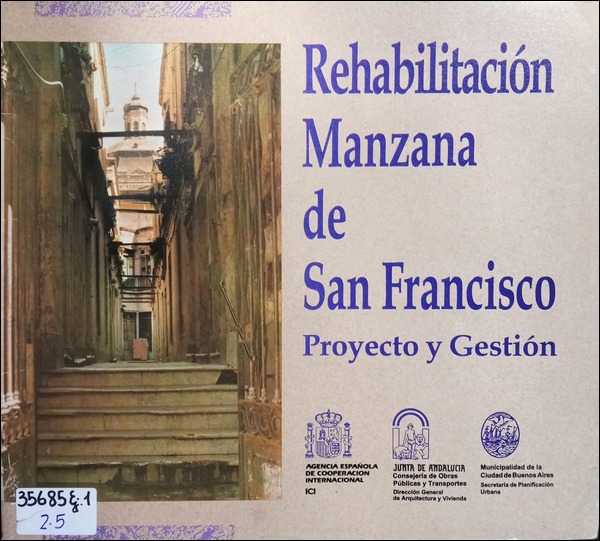 Rehabilitación
Manzana
de
San Francisco
Proyecto y Gestión
AGENCIA ESPAÑOLA
DE COOPERACION
INTERNACIONAL
ICI
JUNTA DE ANDALUCIA
Consejería de Obras
Públicas y Transportes
Dirección General
de Arquitectura y Vivienda
Municipalidad de la
Ciudad de Buenos Aires
Secretaría de Planificación
Urbana
35685 ej. 1
2-5